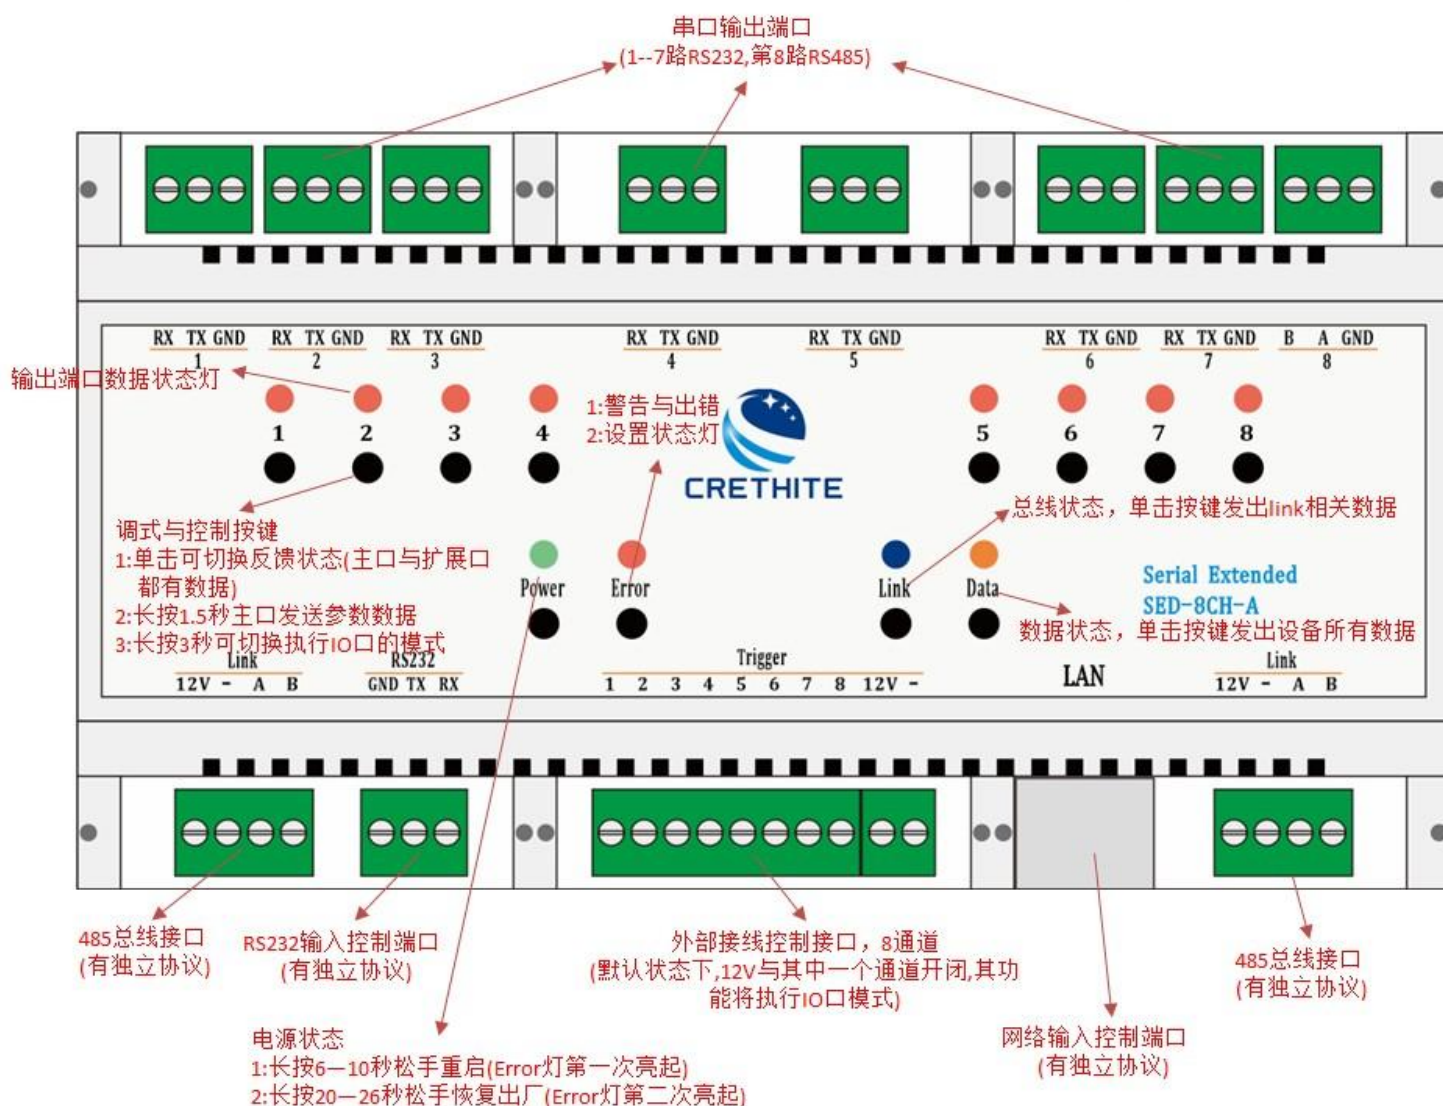 串口输出端口
(1--7路RS232,第8路RS485)
RX TX GND
1
RX TX GND
2
RX TX GND
3
RX TX GND
4
RX TX GND
5
RX TX GND
6
RX TX GND
7
B A GND
8
输出端口数据状态灯
1:警告与出错
2:设置状态灯
1
2
3
4
5
6
7
8
CRETHITE
总线状态，单击按键发出link相关数据
调式与控制按键
1:单击可切换反馈状态(主口与扩展口
都有数据)
2:长按1.5秒主口发送参数数据
3:长按3秒可切换执行IO口的模式
Power
Error
Link
Data
Serial Extended
SED-8CH-A
数据状态，单击按键发出设备所有数据
Link
12V - A B
RS232
GND TX RX
Trigger
1 2 3 4 5 6 7 8 12V -
LAN
Link
12V - A B
485总线接口
(有独立协议)
RS232输入控制端口
(有独立协议)
外部接线控制接口，8通道
(默认状态下,12V与其中一个通道开闭,其功
能将执行IO口模式)
485总线接口
(有独立协议)
网络输入控制端口
(有独立协议)
电源状态
1:长按6—10秒松手重启(Error灯第一次亮起)
2:长按20—26秒松手恢复出厂(Error灯第二次亮起)